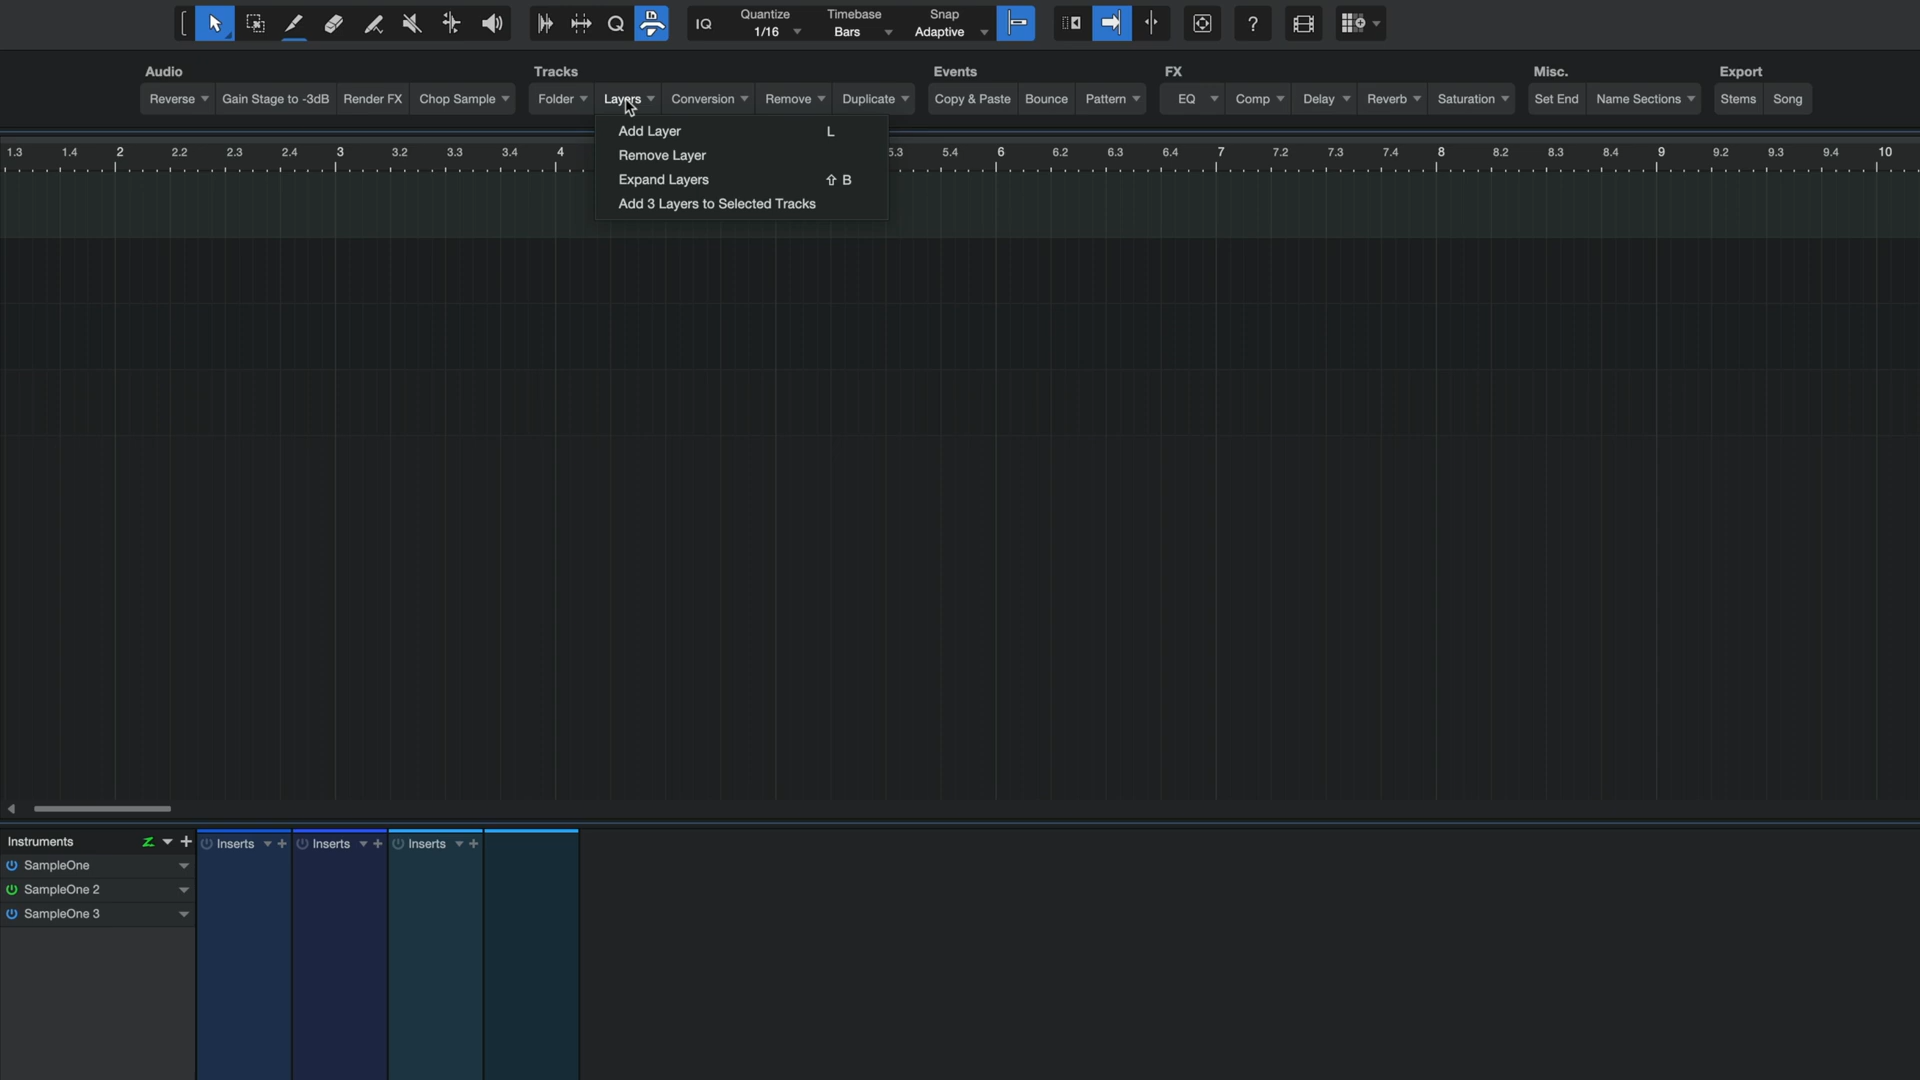 IQ
Quantize
1/16
Timebase
Bars
Snap
Adaptive
?
Audio
Tracks
Events
FX
Misc.
Export
Reverse
Gain Stage to -3dB
Render FX
Chop Sample
Folder
Layers
Conversion
Remove
Duplicate
Copy & Paste
Bounce
Pattern
EQ
Comp
Delay
Reverb
Saturation
Set End
Name Sections
Stems
Song
Add Layer L
Remove Layer
Expand Layers ⇧ B
Add 3 Layers to Selected Tracks
1.3 1.4 2 2.2 2.3 2.4 3 3.2 3.3 3.4 4 5.3 5.4 6 6.2 6.3 6.4 7 7.2 7.3 7.4 8 8.2 8.3 8.4 9 9.2 9.3 9.4 10
Instruments
Z
Inserts
Inserts
Inserts
SampleOne
SampleOne 2
SampleOne 3